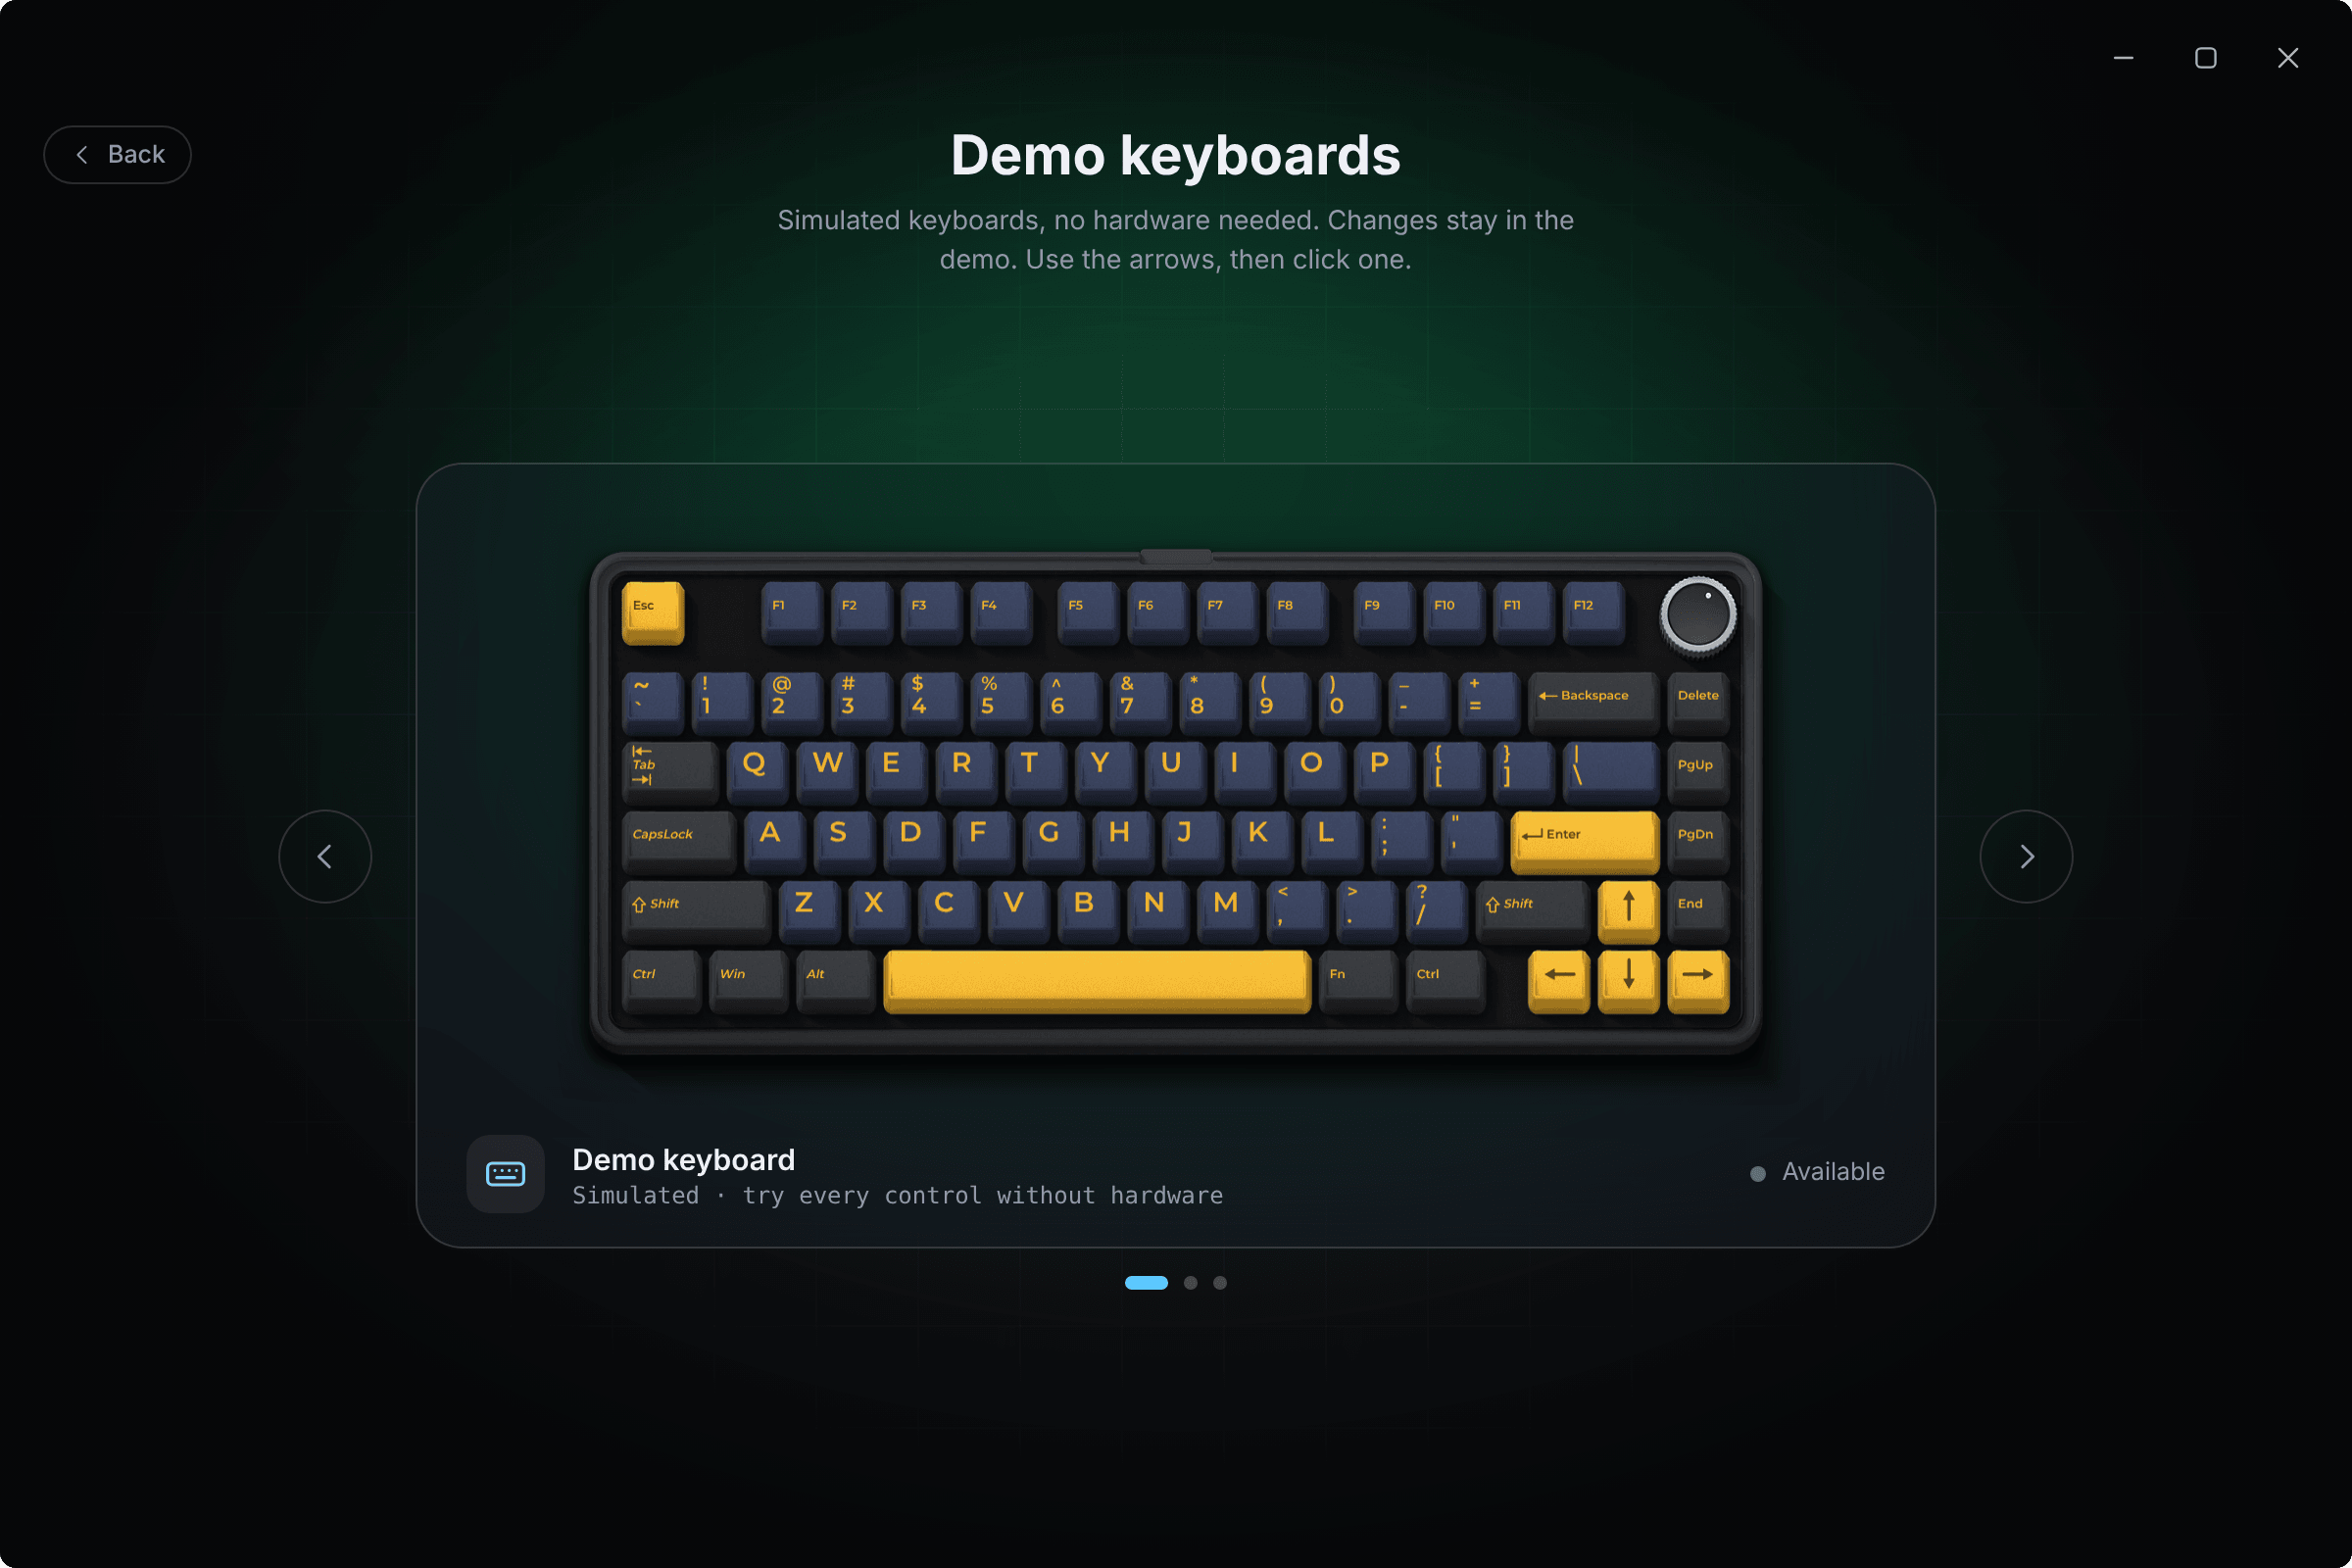 Back
Demo keyboards
Simulated keyboards, no hardware needed. Changes stay in the
demo. Use the arrows, then click one.
Esc F1 F2 F3 F4 F5 F6 F7 F8 F9 F10 F11 F12
~ ! @ # $ % ^ & * ( ) _ +
` 1 2 3 4 5 6 7 8 9 0 - = ← Backspace Delete
Tab Q W E R T Y U I O P { [ } ] | \ PgUp
CapsLock A S D F G H J K L : ; " ' Enter PgDn
Shift Z X C V B N M < , > . ? / Shift ↑ End
Ctrl Win Alt Fn Ctrl ← ↓ →
Demo keyboard
Simulated · try every control without hardware
Available